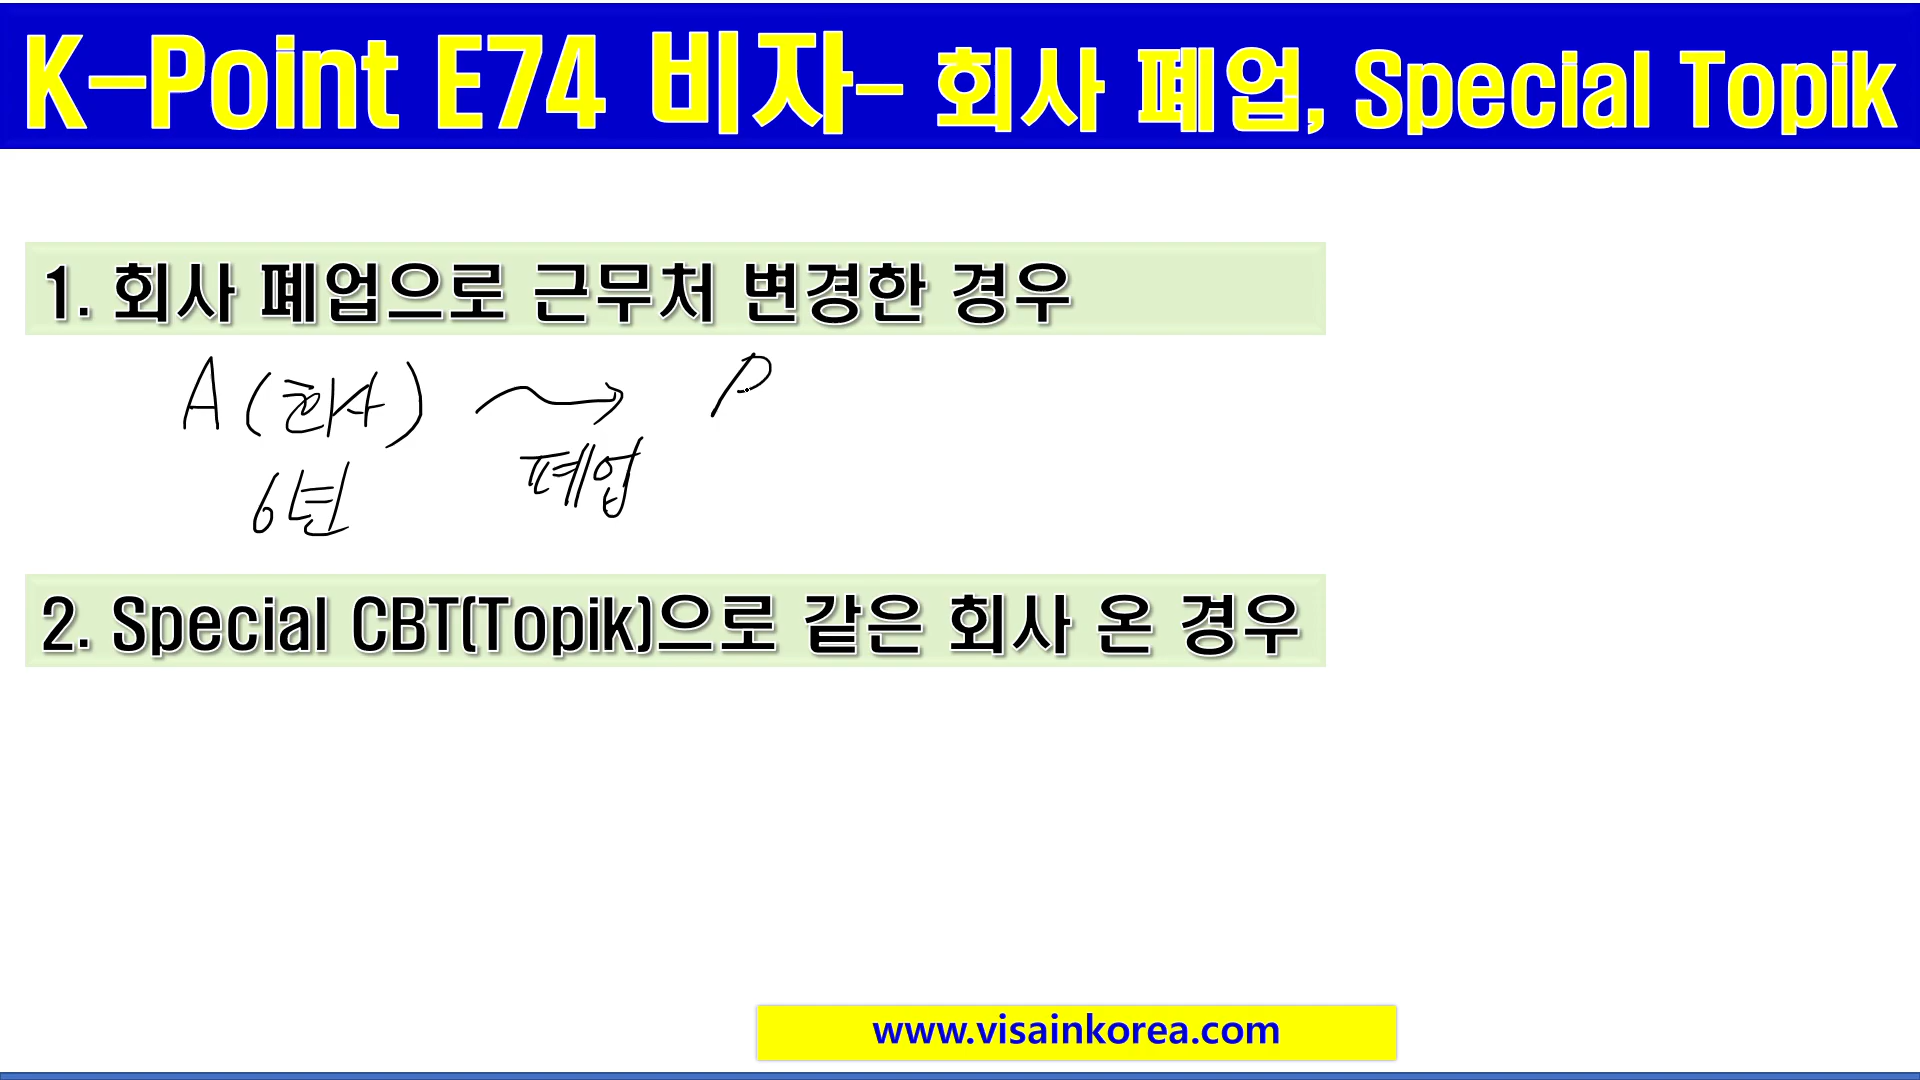 K-Point E74 비자- 회사 폐업, Special Topik
1. 회사 폐업으로 근무처 변경한 경우
A (회사) → P
6년 폐업
2. Special CBT(Topik)으로 같은 회사 온 경우
www.visainkorea.com